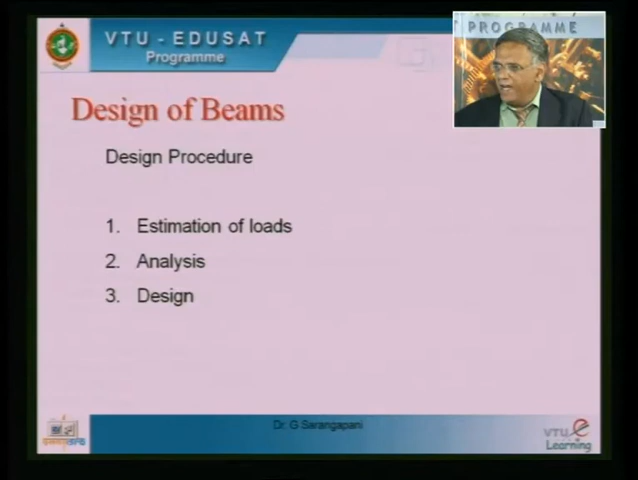 VTU - EDUSAT
Programme
PROGRAMME
Design of Beams
Design Procedure
1. Estimation of loads
2. Analysis
3. Design
Dr. G Sarangapani
VTU e
Learning